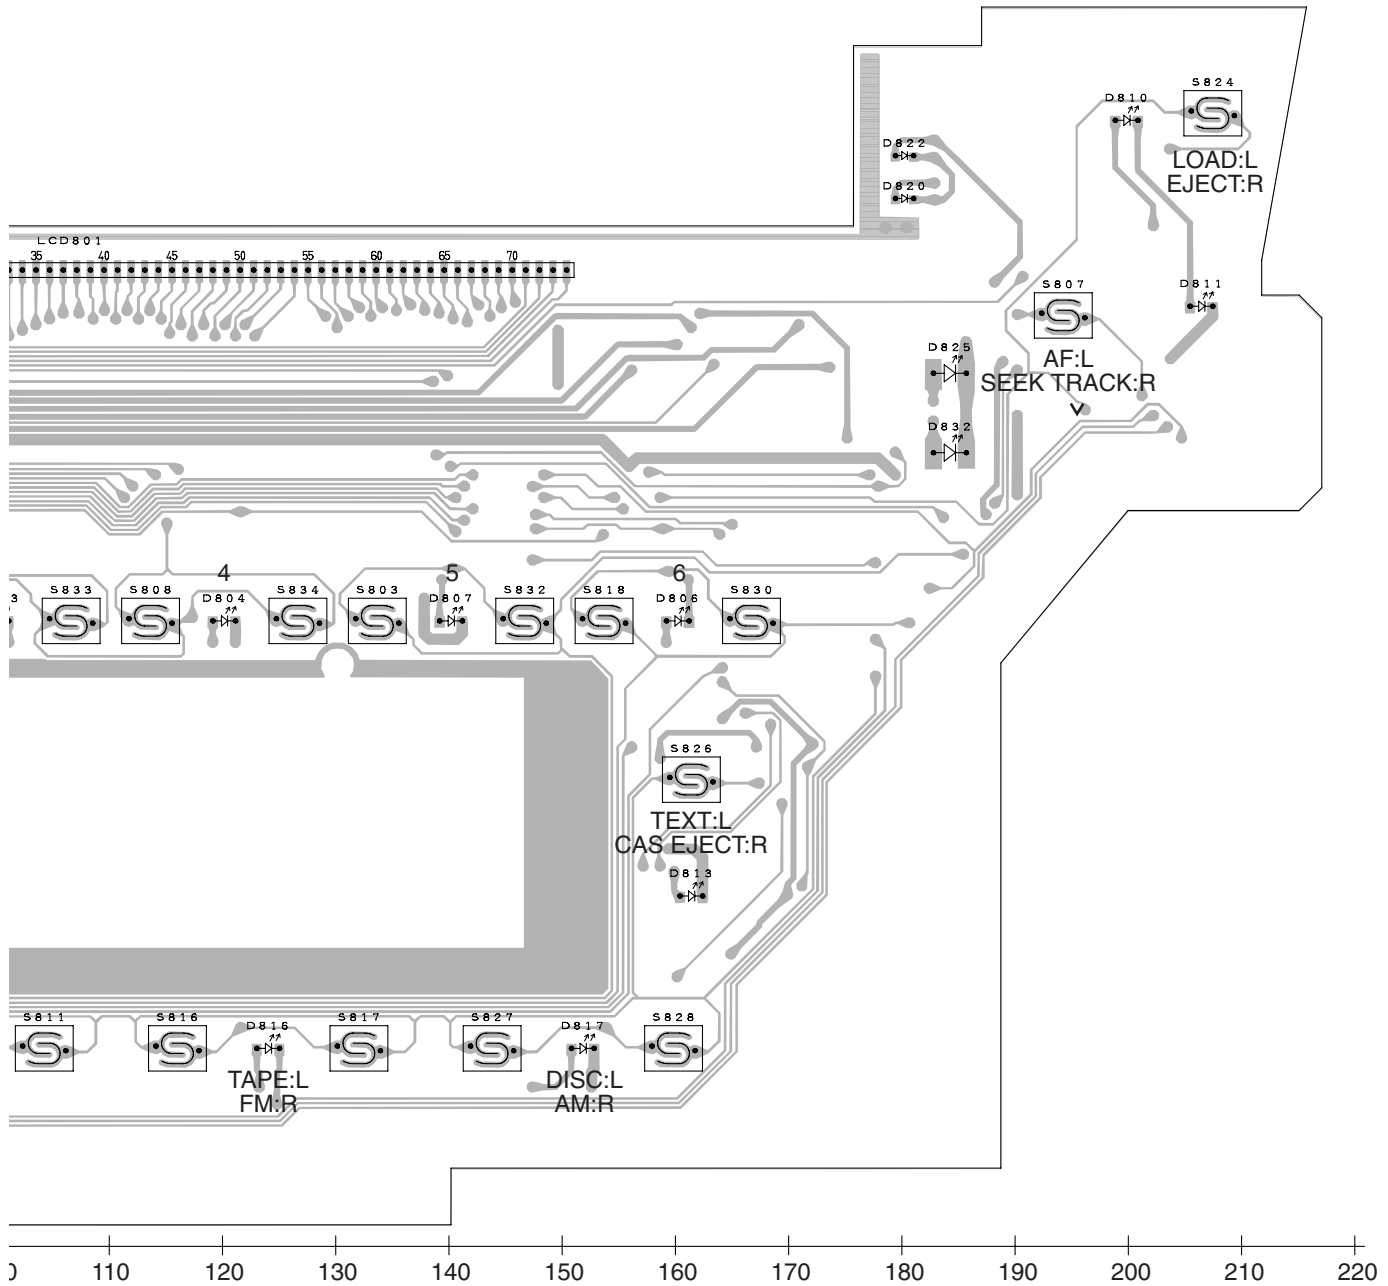 S824
D810
D822
LOAD:L
EJECT:R
D820
LCD801
35 40 45 50 55 60 65 70
S807
D811
D825
AF:L
SEEK TRACK:R
D832
4 5 6
3 S833 S808 D804 S834 S803 D807 S832 S818 D806 S830
S826
TEXT:L
CAS EJECT:R
D813
S811 S816 D816 S817 S827 D817 S828
TAPE:L DISC:L
FM:R AM:R
110 120 130 140 150 160 170 180 190 200 210 220